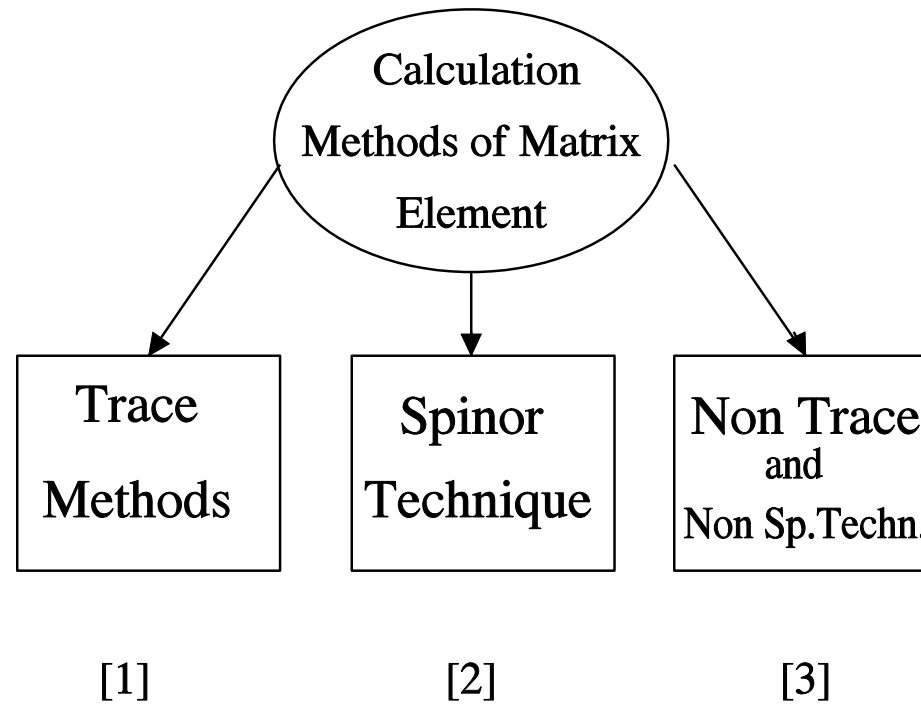 Calculation
Methods of Matrix
Element
Trace
Methods
Spinor
Technique
Non Trace
and
Non Sp.Techn.
[1]
[2]
[3]